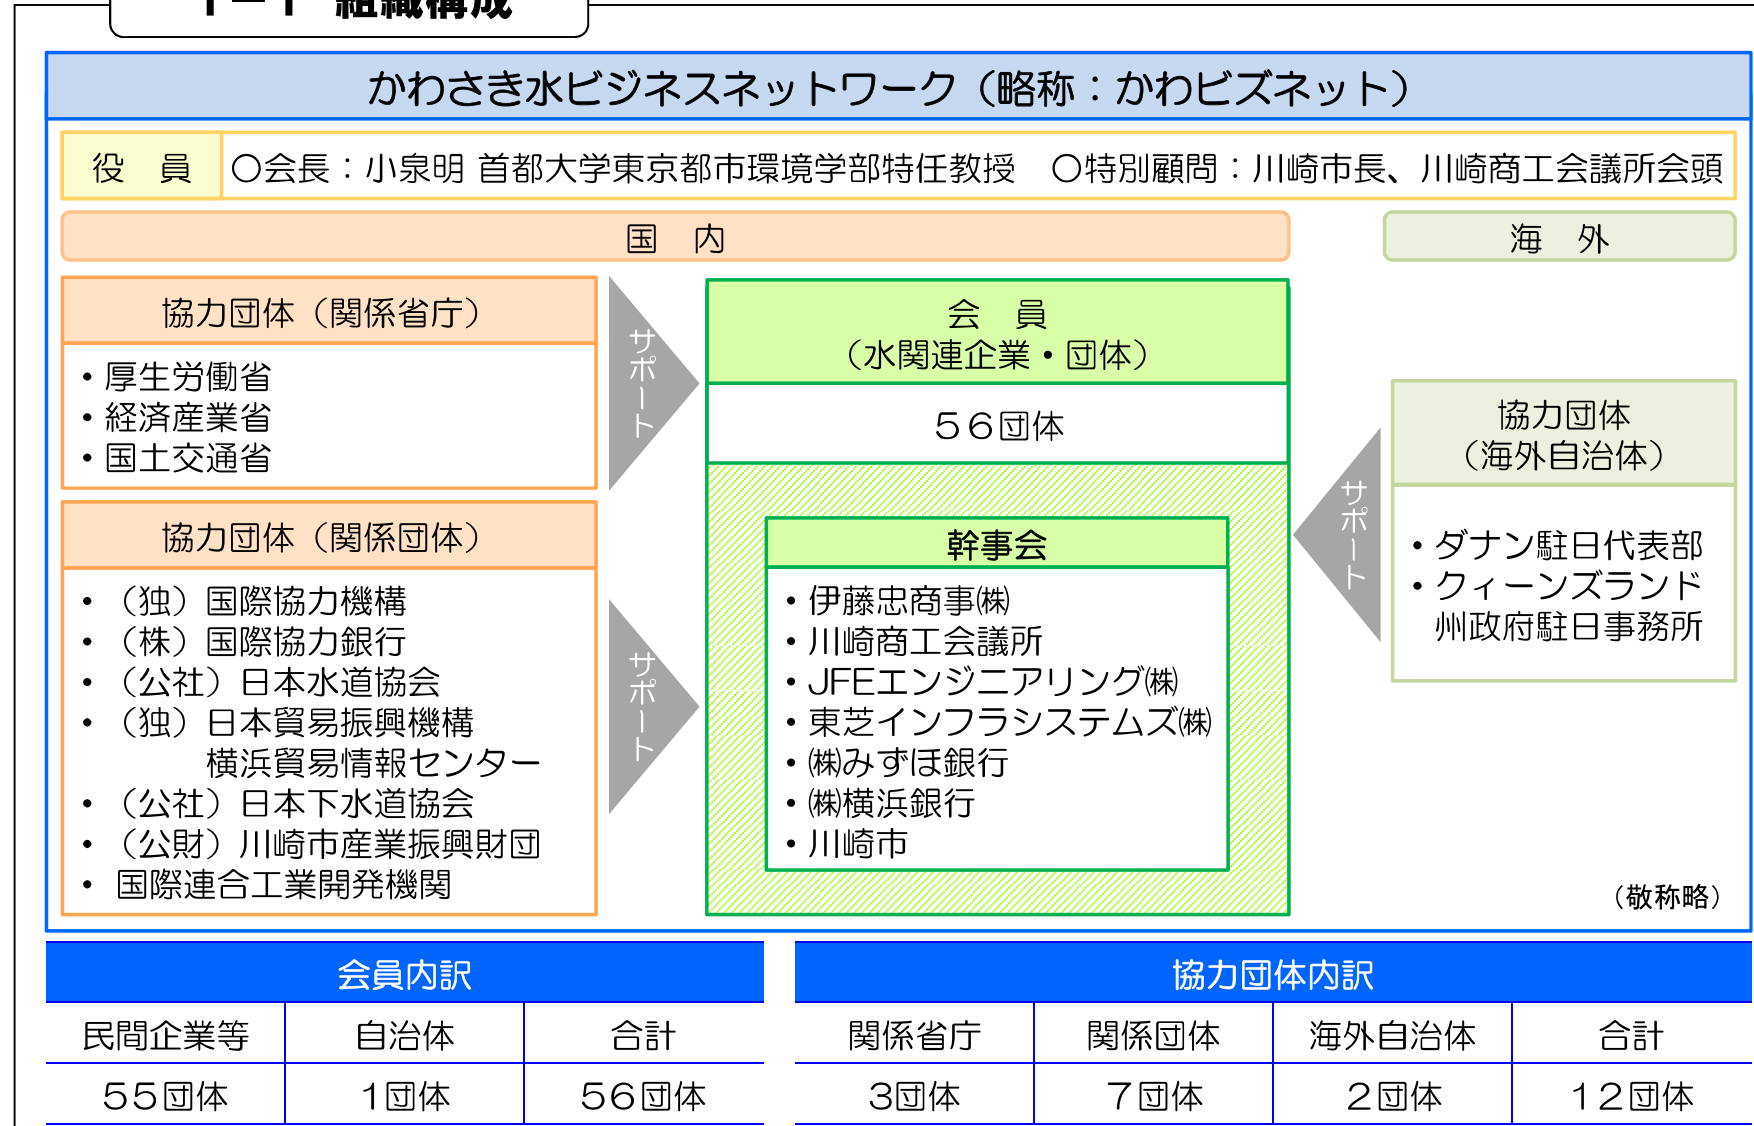 1－1 組織構成
かわさき水ビジネスネットワーク（略称：かわビズネット）
役　員
○会長：小泉明 首都大学東京都市環境学部特任教授　○特別顧問：川崎市長、川崎商工会議所会頭
国　内
海　外
協力団体（関係省庁）
・厚生労働省
・経済産業省
・国土交通省
サポート
協力団体（関係団体）
・（独）国際協力機構
・（株）国際協力銀行
・（公社）日本水道協会
・（独）日本貿易振興機構
横浜貿易情報センター
・（公社）日本下水道協会
・（公財）川崎市産業振興財団
・ 国際連合工業開発機関
サポート
会　員
（水関連企業・団体）
５６団体
幹事会
・伊藤忠商事㈱
・川崎商工会議所
・JFEエンジニアリング㈱
・東芝インフラシステムズ㈱
・㈱みずほ銀行
・㈱横浜銀行
・川崎市
サポート
協力団体
（海外自治体）
・ダナン駐日代表部
・クィーンズランド
州政府駐日事務所
（敬称略）
会員内訳
民間企業等　自治体　合計
５５団体　１団体　５６団体
協力団体内訳
関係省庁　関係団体　海外自治体　合計
３団体　７団体　２団体　１２団体